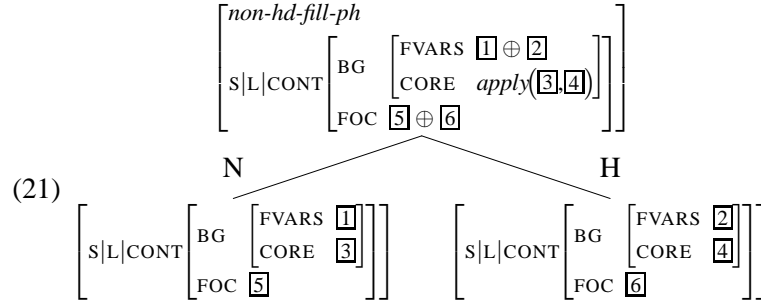 non-hd-fill-ph
S|L|CONT BG FVARS 1 ⊕ 2
CORE apply(3,4)
FOC 5 ⊕ 6
N H
(21)
S|L|CONT BG FVARS 1
CORE 3
FOC 5
S|L|CONT BG FVARS 2
CORE 4
FOC 6